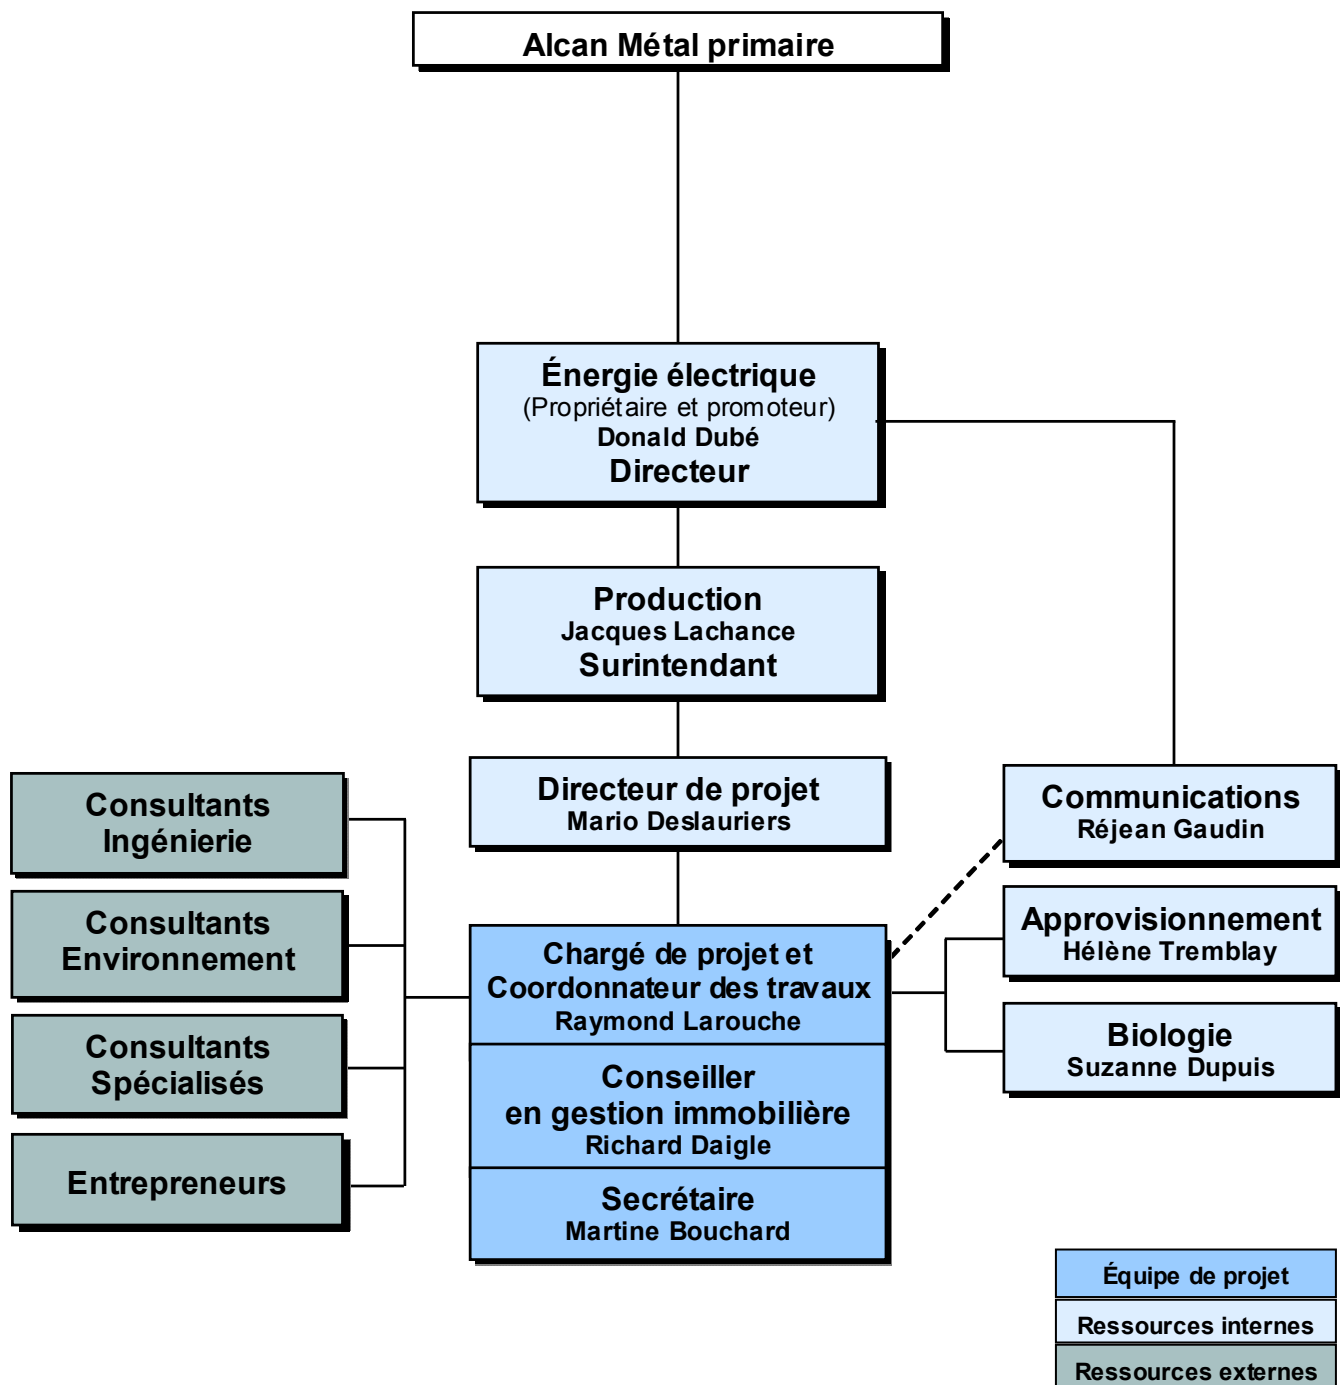 Alcan Métal primaire
Énergie électrique
(Propriétaire et promoteur)
Donald Dubé
Directeur
Production
Jacques Lachance
Surintendant
Directeur de projet
Mario Deslauriers
Consultants
Ingénierie
Consultants
Environnement
Consultants
Spécialisés
Entrepreneurs
Chargé de projet et
Coordonnateur des travaux
Raymond Larouche
Conseiller
en gestion immobilière
Richard Daigle
Secrétaire
Martine Bouchard
Communications
Réjean Gaudin
Approvisionnement
Hélène Tremblay
Biologie
Suzanne Dupuis
Équipe de projet
Ressources internes
Ressources externes